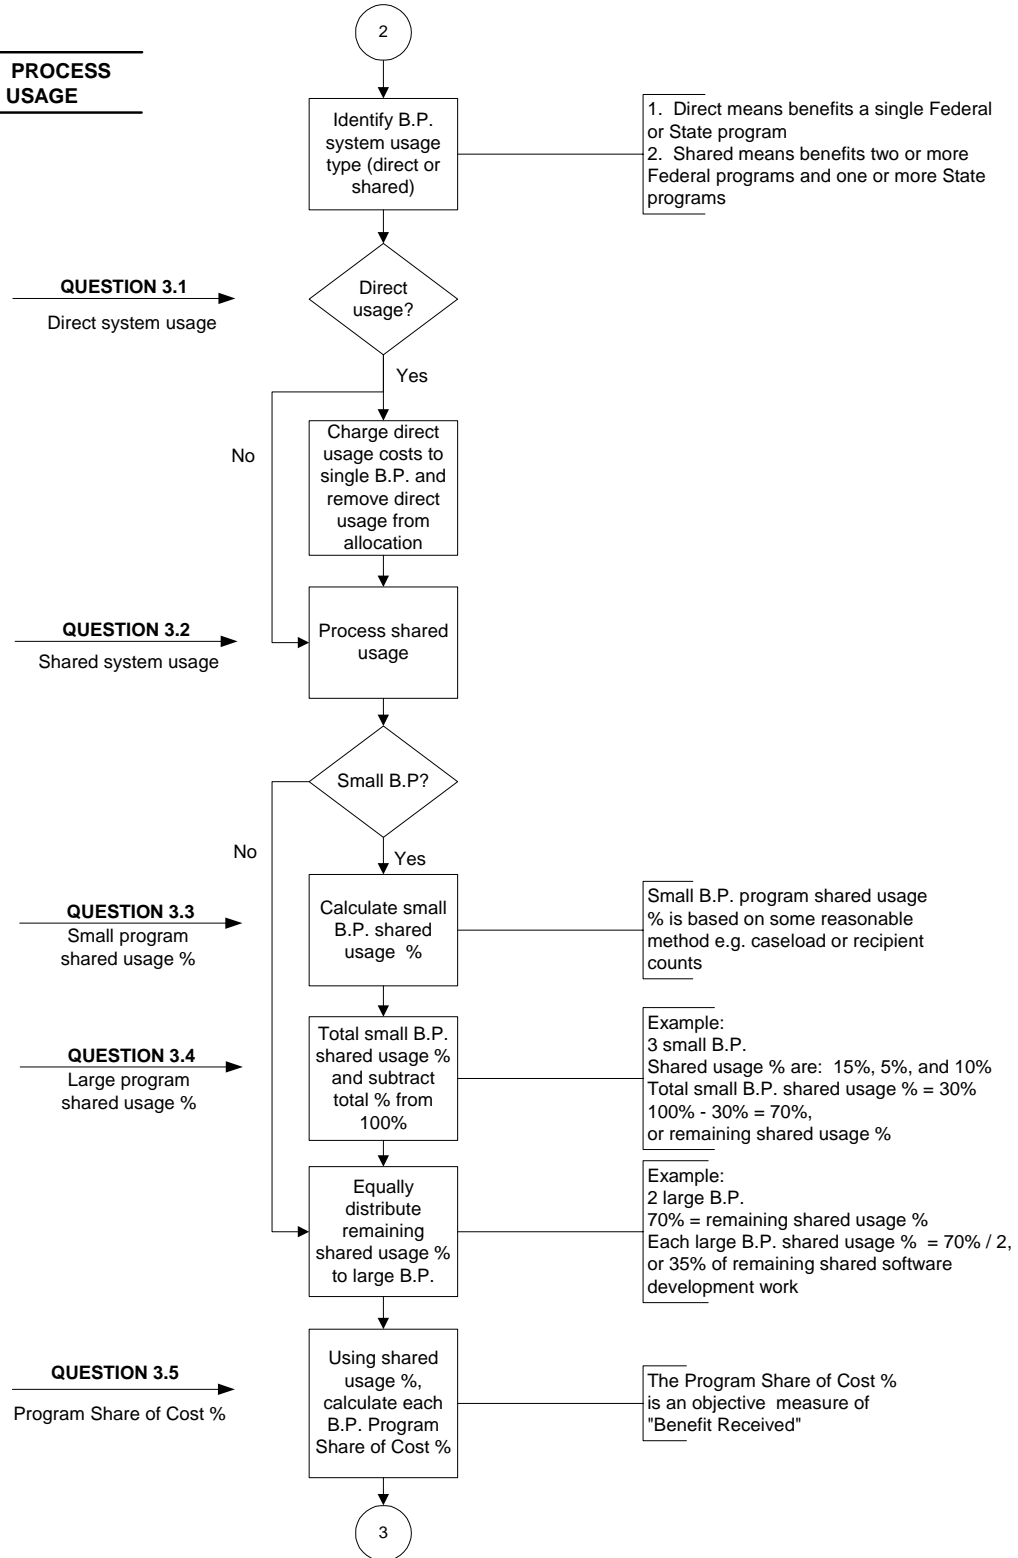 2
PROCESS
USAGE
Identify B.P.
system usage
type (direct or
shared)
1.  Direct means benefits a single Federal
or State program
2.  Shared means benefits two or more
Federal programs and one or more State
programs
QUESTION 3.1
Direct system usage
Direct
usage?
Yes
No
Charge direct
usage costs to
single B.P. and
remove direct
usage from
allocation
QUESTION 3.2
Shared system usage
Process shared
usage
Small B.P?
No
Yes
QUESTION 3.3
Small program
shared usage %
Calculate small
B.P. shared
usage  %
Small B.P. program shared usage
% is based on some reasonable
method e.g. caseload or recipient
counts
QUESTION 3.4
Large program
shared usage %
Total small B.P.
shared usage %
and subtract
total % from
100%
Example:
3 small B.P.
Shared usage % are:  15%, 5%, and 10%
Total small B.P. shared usage % = 30%
100% - 30% = 70%,
or remaining shared usage %
Equally
distribute
remaining
shared usage %
to large B.P.
Example:
2 large B.P.
70% = remaining shared usage %
Each large B.P. shared usage %  = 70% / 2,
or 35% of remaining shared software
development work
QUESTION 3.5
Program Share of Cost %
Using shared
usage %,
calculate each
B.P. Program
Share of Cost %
The Program Share of Cost %
is an objective  measure of
"Benefit Received"
3